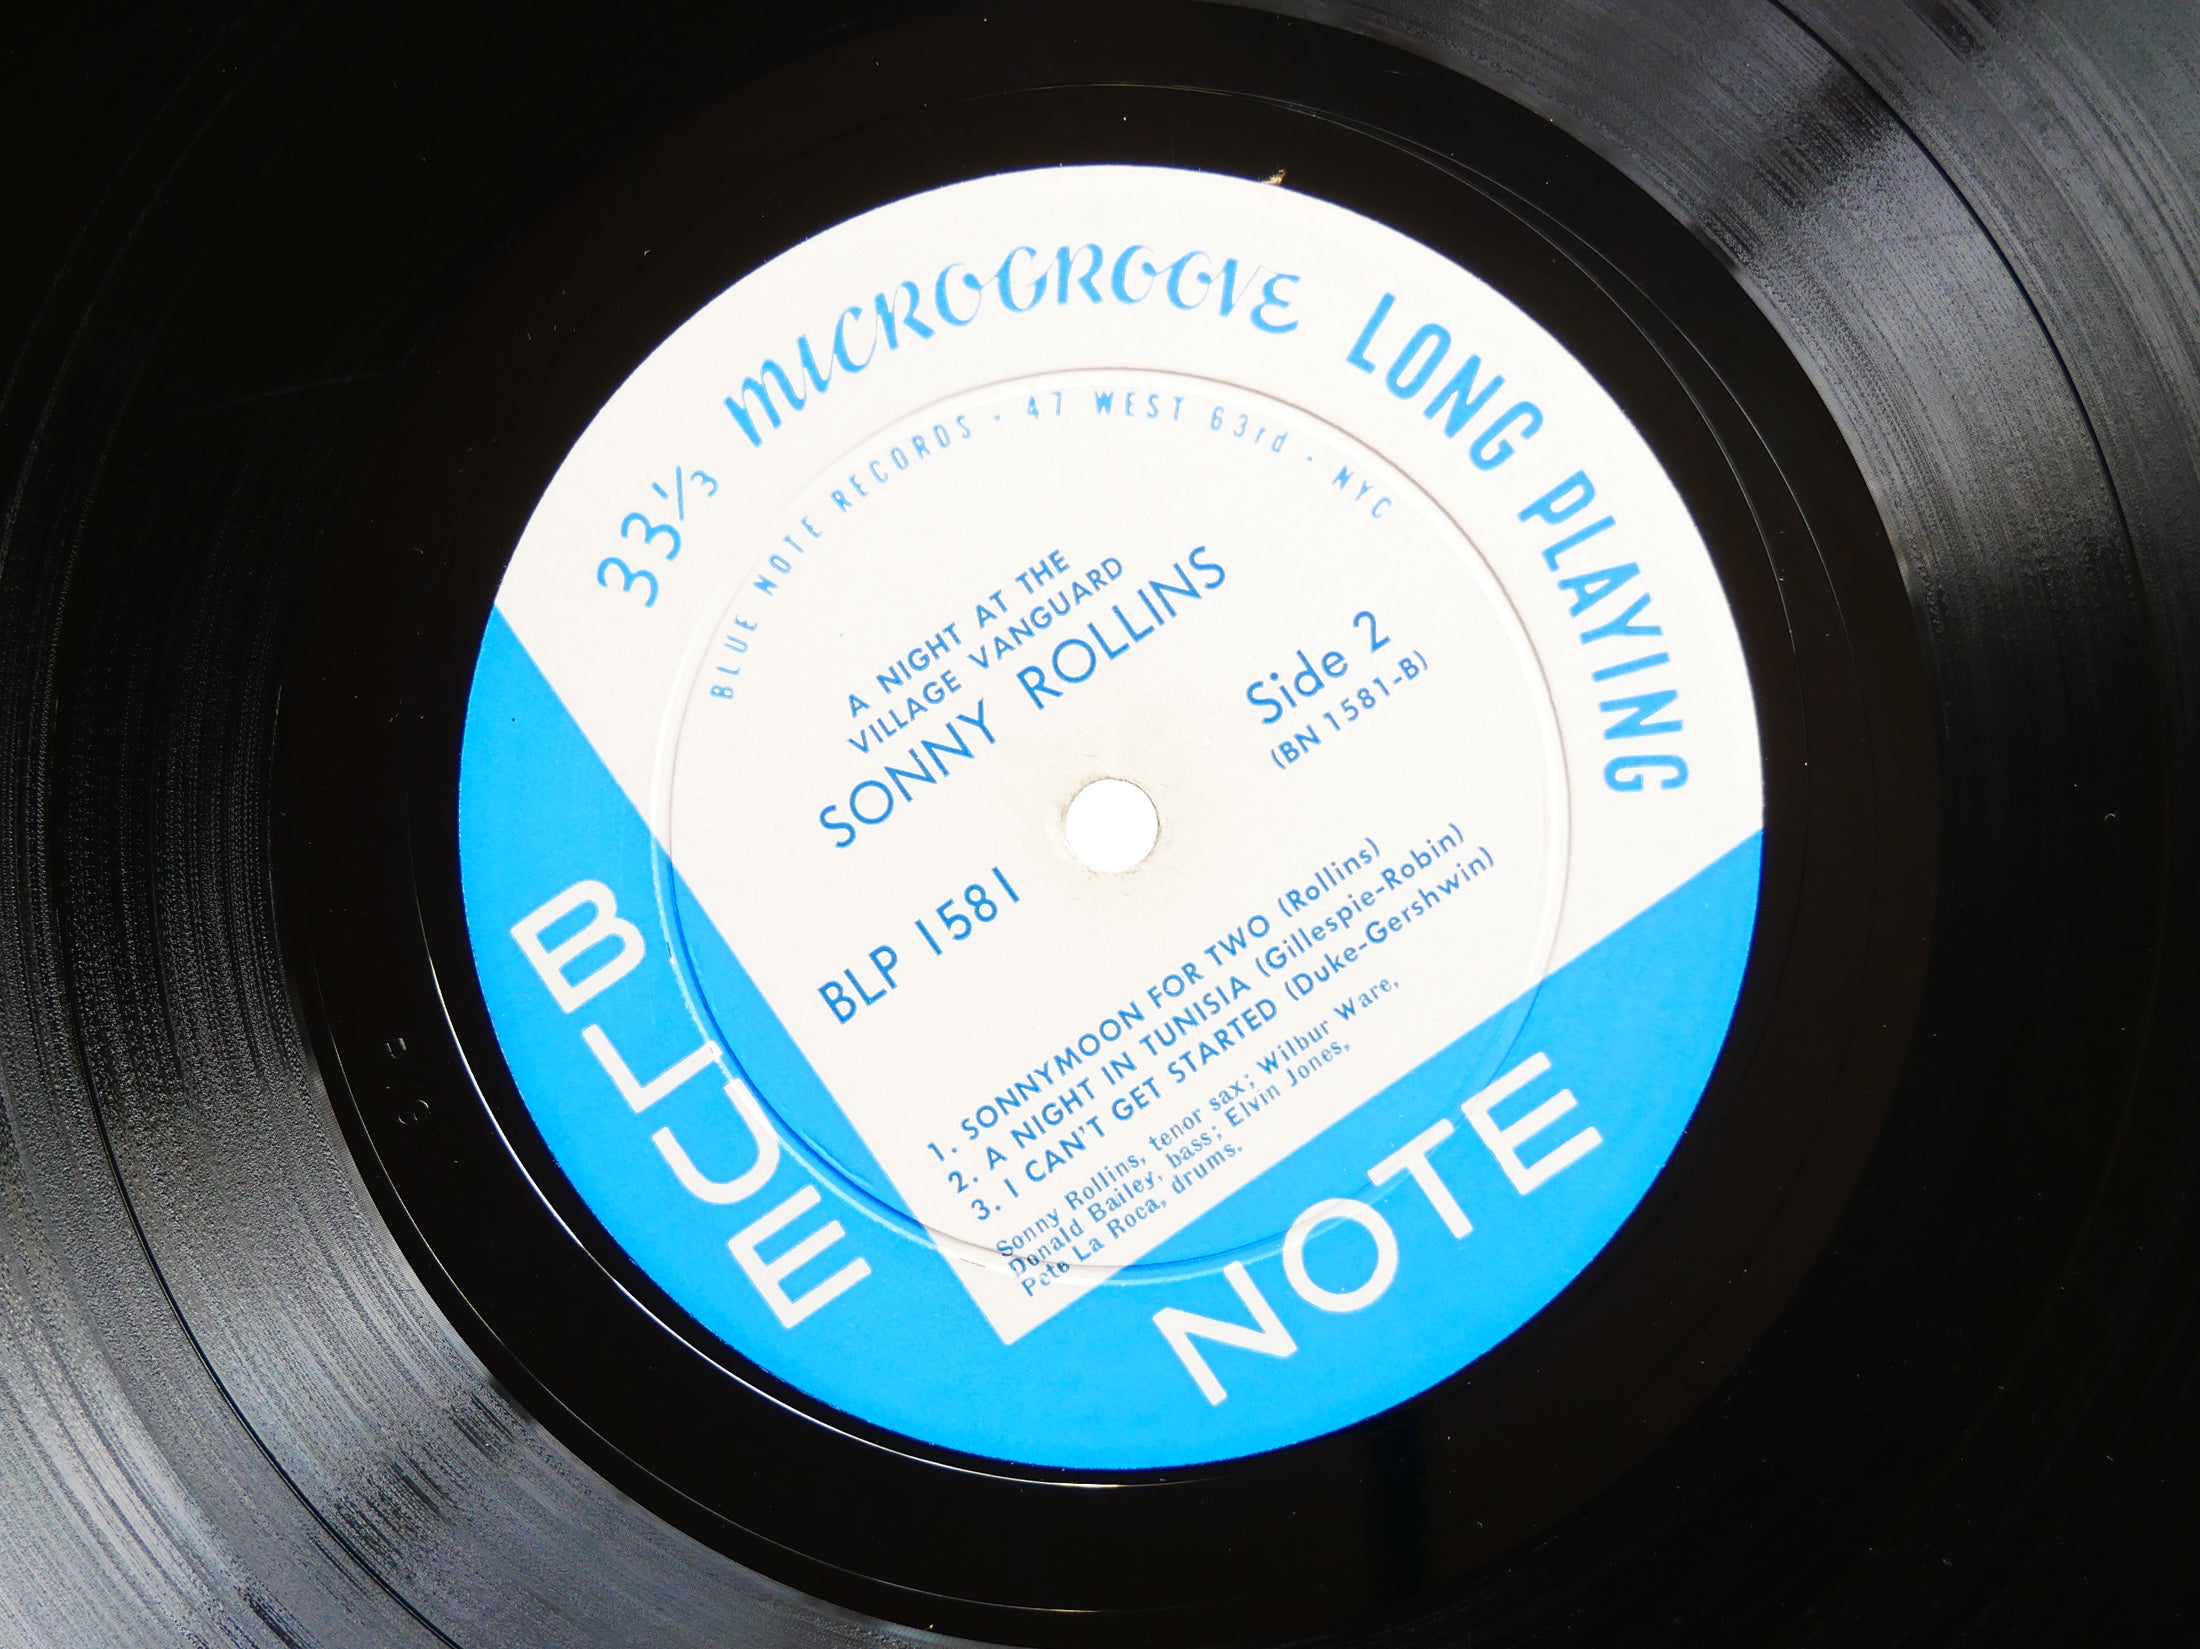 33⅓ MICROGROOVE LONG PLAYING
BLUE NOTE RECORDS · 47 WEST 63rd · NYC
A NIGHT AT THE
VILLAGE VANGUARD
SONNY ROLLINS
Side 2
(BN 1581-B)
BLP 1581
1. SONNYMOON FOR TWO (Rollins)
2. A NIGHT IN TUNISIA (Gillespie-Robin)
3. I CAN'T GET STARTED (Duke-Gershwin)
Sonny Rollins, tenor sax; Wilbur Ware,
Donald Bailey, bass; Elvin Jones,
Pete La Roca, drums.
BLUE
NOTE